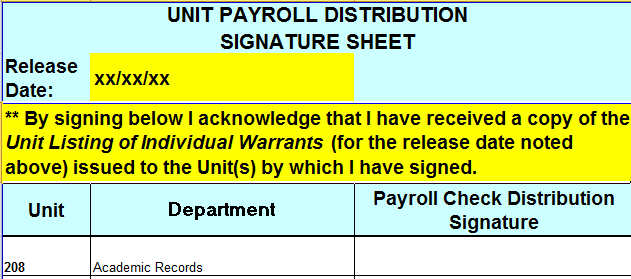 UNIT PAYROLL DISTRIBUTION
SIGNATURE SHEET
Release
Date:
xx/xx/xx
** By signing below I acknowledge that I have received a copy of the
Unit Listing of Individual Warrants (for the release date noted
above) issued to the Unit(s) by which I have signed.
Unit
Department
Payroll Check Distribution
Signature
208
Academic Records